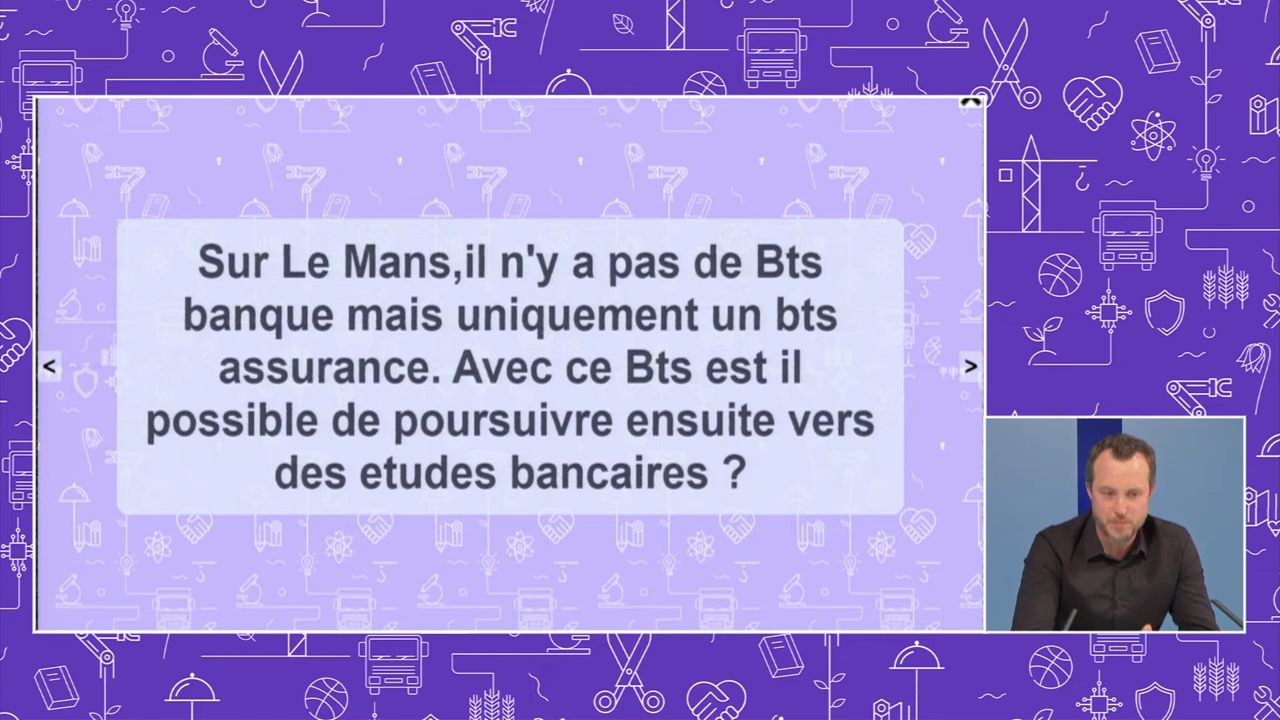 Sur Le Mans,il n'y a pas de Bts
banque mais uniquement un bts
assurance. Avec ce Bts est il
possible de poursuivre ensuite vers
des etudes bancaires ?